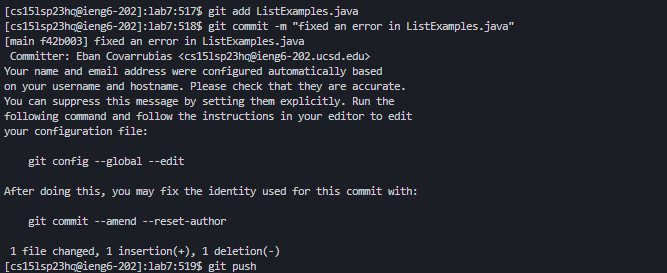 [cs15lsp23hq@ieng6-202]:lab7:517$ git add ListExamples.java
[cs15lsp23hq@ieng6-202]:lab7:518$ git commit -m "fixed an error in ListExamples.java"
[main f42b003] fixed an error in ListExamples.java
 Committer: Eban Covarrubias <cs15lsp23hq@ieng6-202.ucsd.edu>
Your name and email address were configured automatically based
on your username and hostname. Please check that they are accurate.
You can suppress this message by setting them explicitly. Run the
following command and follow the instructions in your editor to edit
your configuration file:
    git config --global --edit
After doing this, you may fix the identity used for this commit with:
    git commit --amend --reset-author
 1 file changed, 1 insertion(+), 1 deletion(-)
[cs15lsp23hq@ieng6-202]:lab7:519$ git push